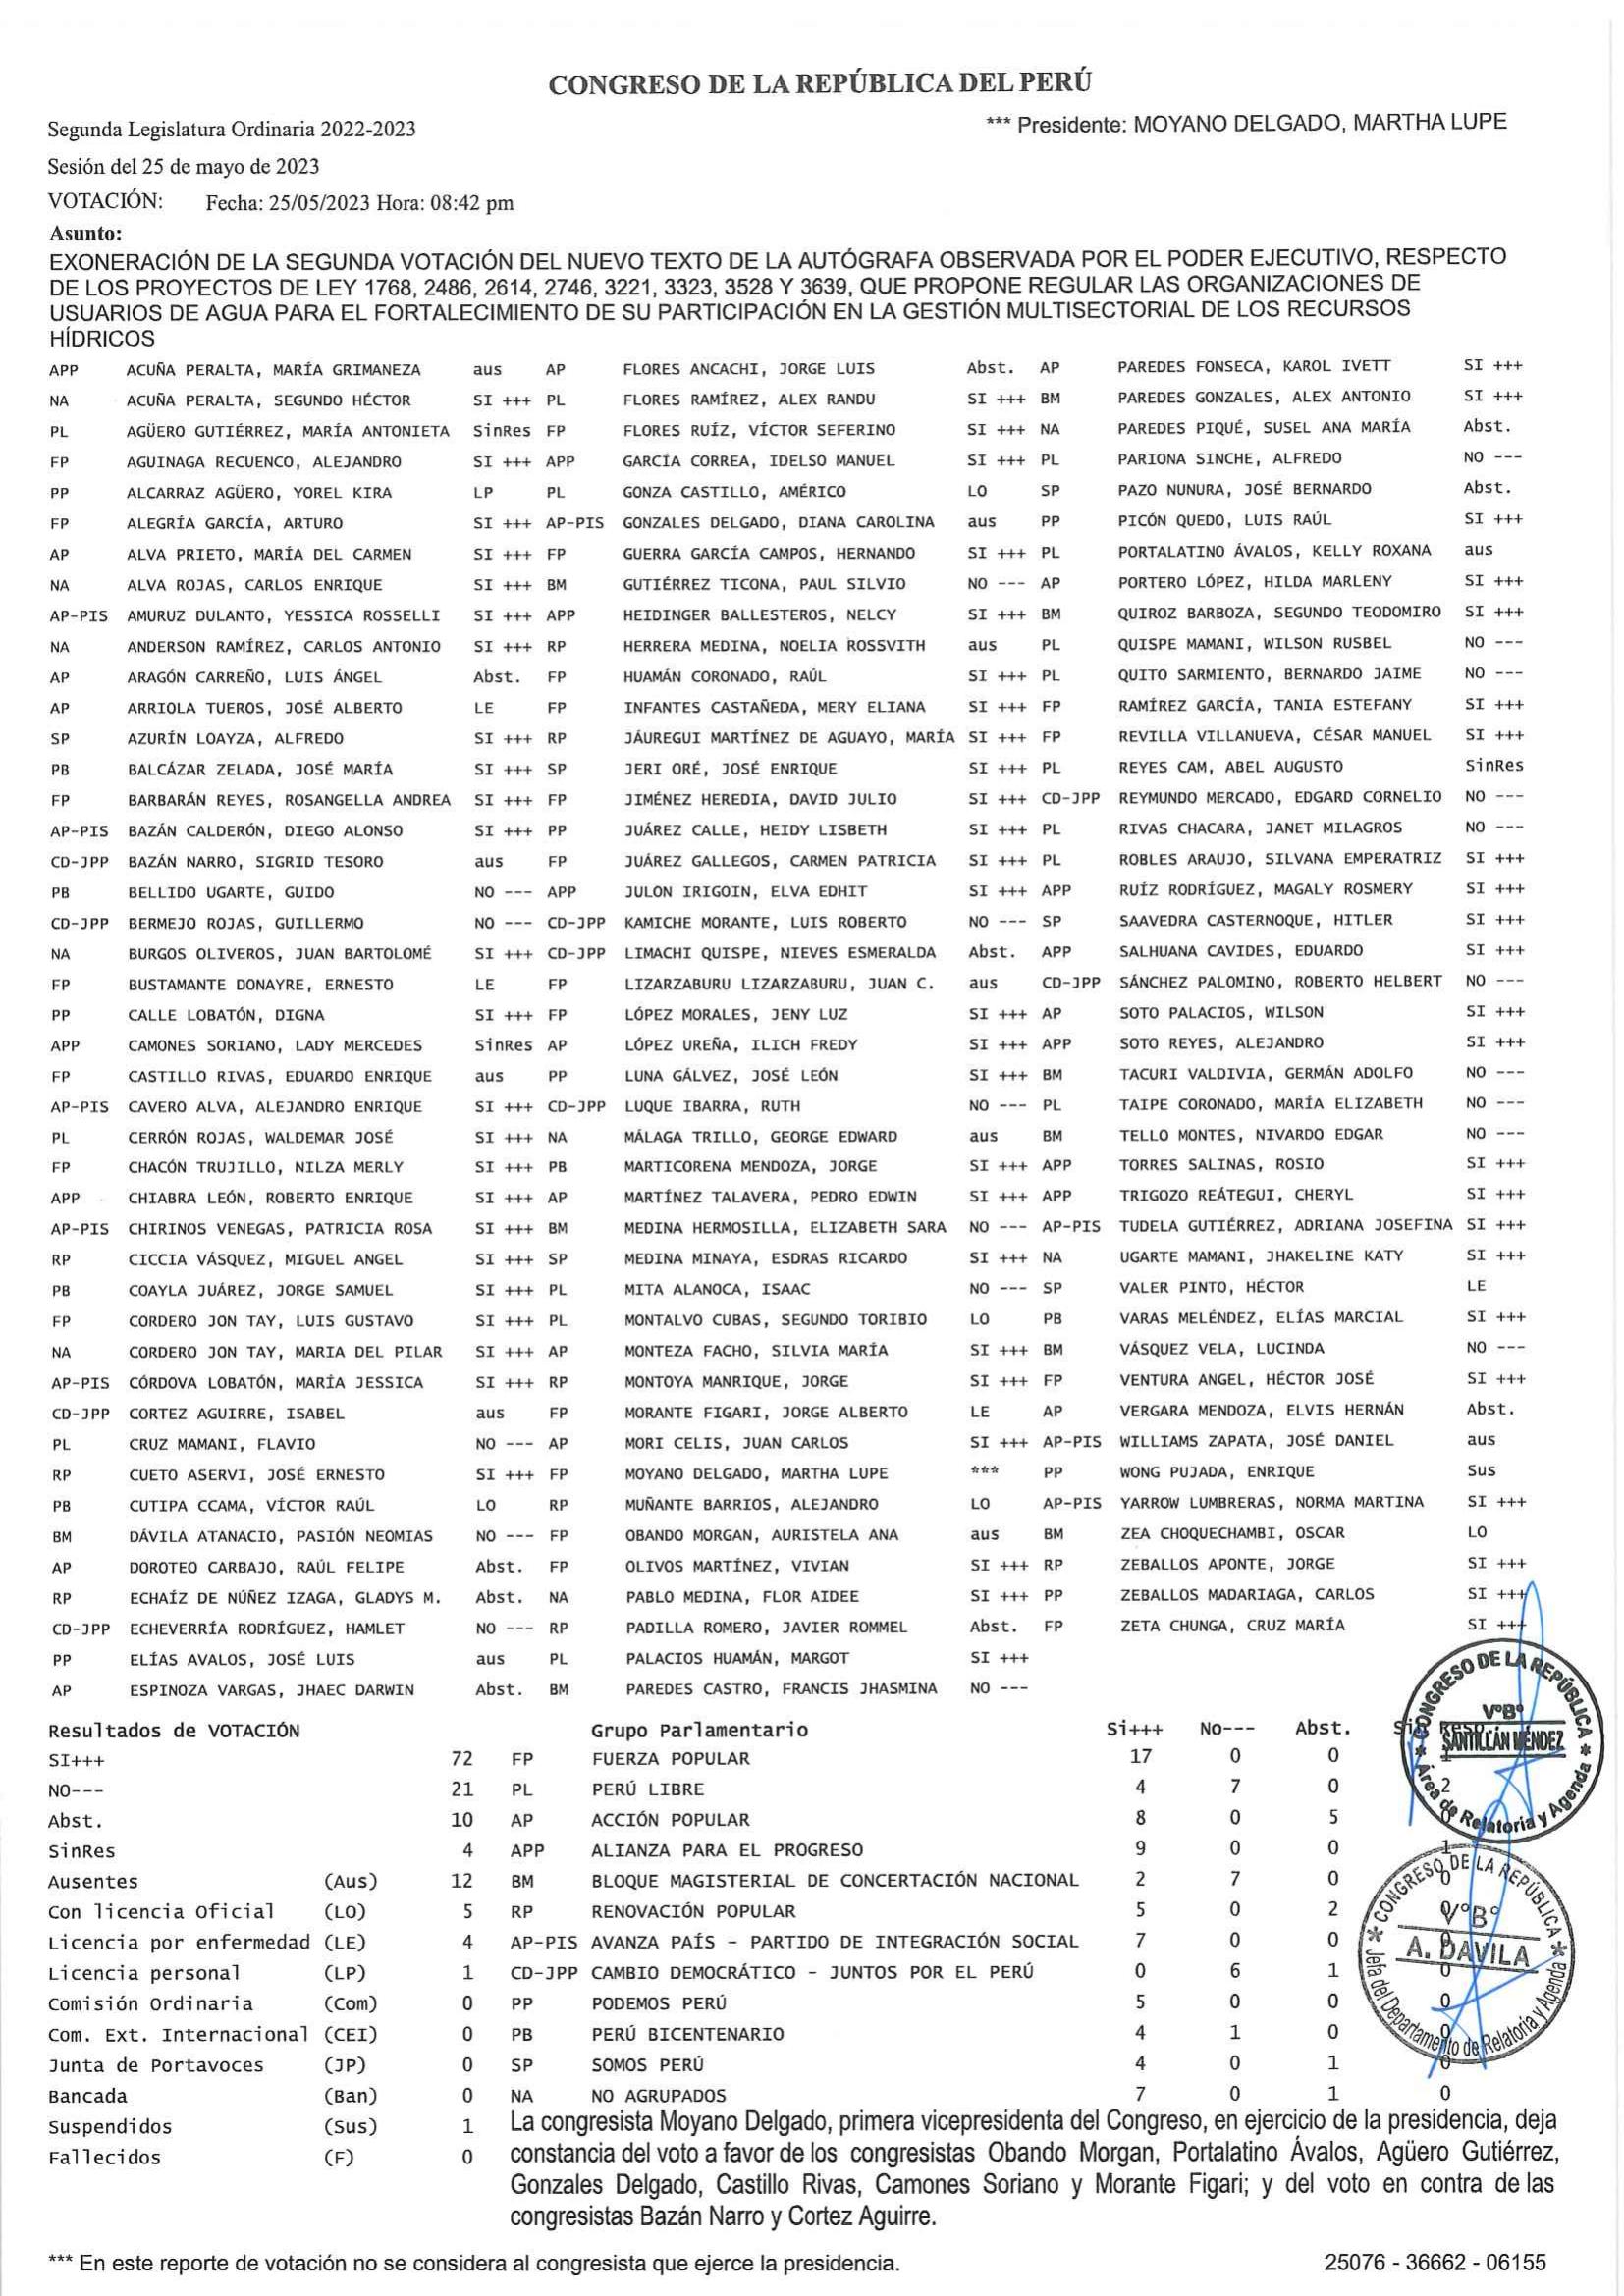 CONGRESO DE LA REPÚBLICA DEL PERÚ
Segunda Legislatura Ordinaria 2022-2023
*** Presidente: MOYANO DELGADO, MARTHA LUPE
Sesión del 25 de mayo de 2023
VOTACIÓN: Fecha: 25/05/2023 Hora: 08:42 pm
Asunto:
EXONERACIÓN DE LA SEGUNDA VOTACIÓN DEL NUEVO TEXTO DE LA AUTÓGRAFA OBSERVADA POR EL PODER EJECUTIVO, RESPECTO
DE LOS PROYECTOS DE LEY 1768, 2486, 2614, 2746, 3221, 3323, 3528 Y 3639, QUE PROPONE REGULAR LAS ORGANIZACIONES DE
USUARIOS DE AGUA PARA EL FORTALECIMIENTO DE SU PARTICIPACIÓN EN LA GESTIÓN MULTISECTORIAL DE LOS RECURSOS
HÍDRICOS
APP ACUÑA PERALTA, MARÍA GRIMANEZA aus AP FLORES ANCACHI, JORGE LUIS Abst. AP PAREDES FONSECA, KAROL IVETT SI +++
NA ACUÑA PERALTA, SEGUNDO HÉCTOR SI +++ PL FLORES RAMÍREZ, ALEX RANDU SI +++ BM PAREDES GONZALES, ALEX ANTONIO SI +++
PL AGÜERO GUTIÉRREZ, MARÍA ANTONIETA SinRes FP FLORES RUÍZ, VÍCTOR SEFERINO SI +++ NA PAREDES PIQUÉ, SUSEL ANA MARÍA Abst.
FP AGUINAGA RECUENCO, ALEJANDRO SI +++ APP GARCÍA CORREA, IDELSO MANUEL SI +++ PL PARIONA SINCHE, ALFREDO NO ---
PP ALCARRAZ AGÜERO, YOREL KIRA LP PL GONZA CASTILLO, AMÉRICO LO SP PAZO NUNURA, JOSÉ BERNARDO Abst.
FP ALEGRÍA GARCÍA, ARTURO SI +++ AP-PIS GONZALES DELGADO, DIANA CAROLINA aus PP PICÓN QUEDO, LUIS RAÚL SI +++
AP ALVA PRIETO, MARÍA DEL CARMEN SI +++ FP GUERRA GARCÍA CAMPOS, HERNANDO SI +++ PL PORTALATINO ÁVALOS, KELLY ROXANA aus
NA ALVA ROJAS, CARLOS ENRIQUE SI +++ BM GUTIÉRREZ TICONA, PAUL SILVIO NO --- AP PORTERO LÓPEZ, HILDA MARLENY SI +++
AP-PIS AMURUZ DULANTO, YESSICA ROSSELLI SI +++ APP HEIDINGER BALLESTEROS, NELCY SI +++ BM QUIROZ BARBOZA, SEGUNDO TEODOMIRO SI +++
NA ANDERSON RAMÍREZ, CARLOS ANTONIO SI +++ RP HERRERA MEDINA, NOELIA ROSSVITH aus PL QUISPE MAMANI, WILSON RUSBEL NO ---
AP ARAGÓN CARREÑO, LUIS ÁNGEL Abst. FP HUAMÁN CORONADO, RAÚL SI +++ PL QUITO SARMIENTO, BERNARDO JAIME NO ---
AP ARRIOLA TUEROS, JOSÉ ALBERTO LE FP INFANTES CASTAÑEDA, MERY ELIANA SI +++ FP RAMÍREZ GARCÍA, TANIA ESTEFANY SI +++
SP AZURÍN LOAYZA, ALFREDO SI +++ RP JÁUREGUI MARTÍNEZ DE AGUAYO, MARÍA SI +++ FP REVILLA VILLANUEVA, CÉSAR MANUEL SI +++
PB BALCÁZAR ZELADA, JOSÉ MARÍA SI +++ SP JERI ORÉ, JOSÉ ENRIQUE SI +++ PL REYES CAM, ABEL AUGUSTO SinRes
FP BARBARÁN REYES, ROSANGELLA ANDREA SI +++ FP JIMÉNEZ HEREDIA, DAVID JULIO SI +++ CD-JPP REYMUNDO MERCADO, EDGARD CORNELIO NO ---
AP-PIS BAZÁN CALDERÓN, DIEGO ALONSO SI +++ PP JUÁREZ CALLE, HEIDY LISBETH SI +++ PL RIVAS CHACARA, JANET MILAGROS NO ---
CD-JPP BAZÁN NARRO, SIGRID TESORO aus FP JUÁREZ GALLEGOS, CARMEN PATRICIA SI +++ PL ROBLES ARAUJO, SILVANA EMPERATRIZ SI +++
PB BELLIDO UGARTE, GUIDO NO --- APP JULON IRIGOIN, ELVA EDHIT SI +++ APP RUÍZ RODRÍGUEZ, MAGALY ROSMERY SI +++
CD-JPP BERMEJO ROJAS, GUILLERMO NO --- CD-JPP KAMICHE MORANTE, LUIS ROBERTO NO --- SP SAAVEDRA CASTERNOQUE, HITLER SI +++
NA BURGOS OLIVEROS, JUAN BARTOLOMÉ SI +++ CD-JPP LIMACHI QUISPE, NIEVES ESMERALDA Abst. APP SALHUANA CAVIDES, EDUARDO SI +++
FP BUSTAMANTE DONAYRE, ERNESTO LE FP LIZARZABURU LIZARZABURU, JUAN C. aus CD-JPP SÁNCHEZ PALOMINO, ROBERTO HELBERT NO ---
PP CALLE LOBATÓN, DIGNA SI +++ FP LÓPEZ MORALES, JENY LUZ SI +++ AP SOTO PALACIOS, WILSON SI +++
APP CAMONES SORIANO, LADY MERCEDES SinRes AP LÓPEZ UREÑA, ILICH FREDY SI +++ APP SOTO REYES, ALEJANDRO SI +++
FP CASTILLO RIVAS, EDUARDO ENRIQUE aus PP LUNA GÁLVEZ, JOSÉ LEÓN SI +++ BM TACURI VALDIVIA, GERMÁN ADOLFO NO ---
AP-PIS CAVERO ALVA, ALEJANDRO ENRIQUE SI +++ CD-JPP LUQUE IBARRA, RUTH NO --- PL TAIPE CORONADO, MARÍA ELIZABETH NO ---
PL CERRÓN ROJAS, WALDEMAR JOSÉ SI +++ NA MÁLAGA TRILLO, GEORGE EDWARD aus BM TELLO MONTES, NIVARDO EDGAR NO ---
FP CHACÓN TRUJILLO, NILZA MERLY SI +++ PB MARTICORENA MENDOZA, JORGE SI +++ APP TORRES SALINAS, ROSIO SI +++
APP CHIABRA LEÓN, ROBERTO ENRIQUE SI +++ AP MARTÍNEZ TALAVERA, PEDRO EDWIN SI +++ APP TRIGOZO REÁTEGUI, CHERYL SI +++
AP-PIS CHIRINOS VENEGAS, PATRICIA ROSA SI +++ BM MEDINA HERMOSILLA, ELIZABETH SARA NO --- AP-PIS TUDELA GUTIÉRREZ, ADRIANA JOSEFINA SI +++
RP CICCIA VÁSQUEZ, MIGUEL ANGEL SI +++ SP MEDINA MINAYA, ESDRAS RICARDO SI +++ NA UGARTE MAMANI, JHAKELINE KATY SI +++
PB COAYLA JUÁREZ, JORGE SAMUEL SI +++ PL MITA ALANOCA, ISAAC NO --- SP VALER PINTO, HÉCTOR LE
FP CORDERO JON TAY, LUIS GUSTAVO SI +++ PL MONTALVO CUBAS, SEGUNDO TORIBIO LO PB VARAS MELÉNDEZ, ELÍAS MARCIAL SI +++
NA CORDERO JON TAY, MARIA DEL PILAR SI +++ AP MONTEZA FACHO, SILVIA MARÍA SI +++ BM VÁSQUEZ VELA, LUCINDA NO ---
AP-PIS CÓRDOVA LOBATÓN, MARÍA JESSICA SI +++ RP MONTOYA MANRIQUE, JORGE SI +++ FP VENTURA ANGEL, HÉCTOR JOSÉ SI +++
CD-JPP CORTEZ AGUIRRE, ISABEL aus FP MORANTE FIGARI, JORGE ALBERTO LE AP VERGARA MENDOZA, ELVIS HERNÁN Abst.
PL CRUZ MAMANI, FLAVIO NO --- AP MORI CELIS, JUAN CARLOS SI +++ AP-PIS WILLIAMS ZAPATA, JOSÉ DANIEL aus
RP CUETO ASERVI, JOSÉ ERNESTO SI +++ FP MOYANO DELGADO, MARTHA LUPE *** PP WONG PUJADA, ENRIQUE Sus
PB CUTIPA CCAMA, VÍCTOR RAÚL LO RP MUÑANTE BARRIOS, ALEJANDRO LO AP-PIS YARROW LUMBRERAS, NORMA MARTINA SI +++
BM DÁVILA ATANACIO, PASIÓN NEOMIAS NO --- FP OBANDO MORGAN, AURISTELA ANA aus BM ZEA CHOQUECHAMBI, OSCAR LO
AP DOROTEO CARBAJO, RAÚL FELIPE Abst. FP OLIVOS MARTÍNEZ, VIVIAN SI +++ RP ZEBALLOS APONTE, JORGE SI +++
RP ECHAÍZ DE NÚÑEZ IZAGA, GLADYS M. Abst. NA PABLO MEDINA, FLOR AIDEE SI +++ PP ZEBALLOS MADARIAGA, CARLOS SI +++
CD-JPP ECHEVERRÍA RODRÍGUEZ, HAMLET NO --- RP PADILLA ROMERO, JAVIER ROMMEL Abst. FP ZETA CHUNGA, CRUZ MARÍA SI +++
PP ELÍAS AVALOS, JOSÉ LUIS aus PL PALACIOS HUAMÁN, MARGOT SI +++
AP ESPINOZA VARGAS, JHAEC DARWIN Abst. BM PAREDES CASTRO, FRANCIS JHASMINA NO ---
Resultados de VOTACIÓN Grupo Parlamentario Si+++ No--- Abst. Sin Resp.
SI+++ 72 FP FUERZA POPULAR 17 0 0 1
NO--- 21 PL PERÚ LIBRE 4 7 0 2
Abst. 10 AP ACCIÓN POPULAR 8 0 5 0
SinRes 4 APP ALIANZA PARA EL PROGRESO 9 0 0 1
Ausentes (Aus) 12 BM BLOQUE MAGISTERIAL DE CONCERTACIÓN NACIONAL 2 7 0 0
Con licencia Oficial (LO) 5 RP RENOVACIÓN POPULAR 5 0 2 0
Licencia por enfermedad (LE) 4 AP-PIS AVANZA PAÍS - PARTIDO DE INTEGRACIÓN SOCIAL 7 0 0 0
Licencia personal (LP) 1 CD-JPP CAMBIO DEMOCRÁTICO - JUNTOS POR EL PERÚ 0 6 1 0
Comisión Ordinaria (Com) 0 PP PODEMOS PERÚ 5 0 0 0
Com. Ext. Internacional (CEI) 0 PB PERÚ BICENTENARIO 4 1 0 0
Junta de Portavoces (JP) 0 SP SOMOS PERÚ 4 0 1 0
Bancada (Ban) 0 NA NO AGRUPADOS 7 0 1 0
Suspendidos (Sus) 1
Fallecidos (F) 0
CONGRESO DE LA REPÚBLICA
V°B°
SANTILLÁN MÉNDEZ
Área de Relatoría y Agenda
CONGRESO DE LA REPÚBLICA
V°B°
A. DAVILA
Jefa del Departamento de Relatoría y Agenda
La congresista Moyano Delgado, primera vicepresidenta del Congreso, en ejercicio de la presidencia, deja
constancia del voto a favor de los congresistas Obando Morgan, Portalatino Ávalos, Agüero Gutiérrez,
Gonzales Delgado, Castillo Rivas, Camones Soriano y Morante Figari; y del voto en contra de las
congresistas Bazán Narro y Cortez Aguirre.
*** En este reporte de votación no se considera al congresista que ejerce la presidencia.
25076 - 36662 - 06155